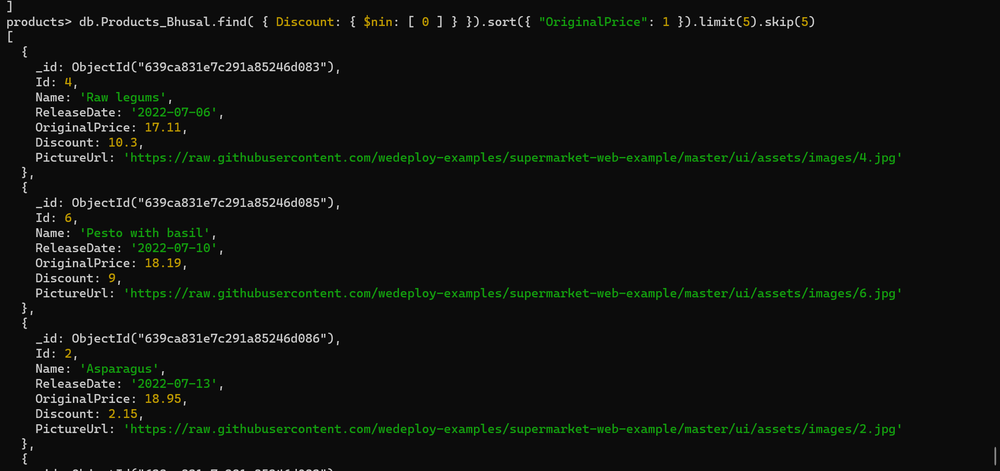 ]
products> db.Products_Bhusal.find( { Discount: { $nin: [ 0 ] } }).sort({ "OriginalPrice": 1 }).limit(5).skip(5)
[
  {
    _id: ObjectId("639ca831e7c291a85246d083"),
    Id: 4,
    Name: 'Raw legums',
    ReleaseDate: '2022-07-06',
    OriginalPrice: 17.11,
    Discount: 10.3,
    PictureUrl: 'https://raw.githubusercontent.com/wedeploy-examples/supermarket-web-example/master/ui/assets/images/4.jpg'
  },
  {
    _id: ObjectId("639ca831e7c291a85246d085"),
    Id: 6,
    Name: 'Pesto with basil',
    ReleaseDate: '2022-07-10',
    OriginalPrice: 18.19,
    Discount: 9,
    PictureUrl: 'https://raw.githubusercontent.com/wedeploy-examples/supermarket-web-example/master/ui/assets/images/6.jpg'
  },
  {
    _id: ObjectId("639ca831e7c291a85246d086"),
    Id: 2,
    Name: 'Asparagus',
    ReleaseDate: '2022-07-13',
    OriginalPrice: 18.95,
    Discount: 2.15,
    PictureUrl: 'https://raw.githubusercontent.com/wedeploy-examples/supermarket-web-example/master/ui/assets/images/2.jpg'
  },
  {